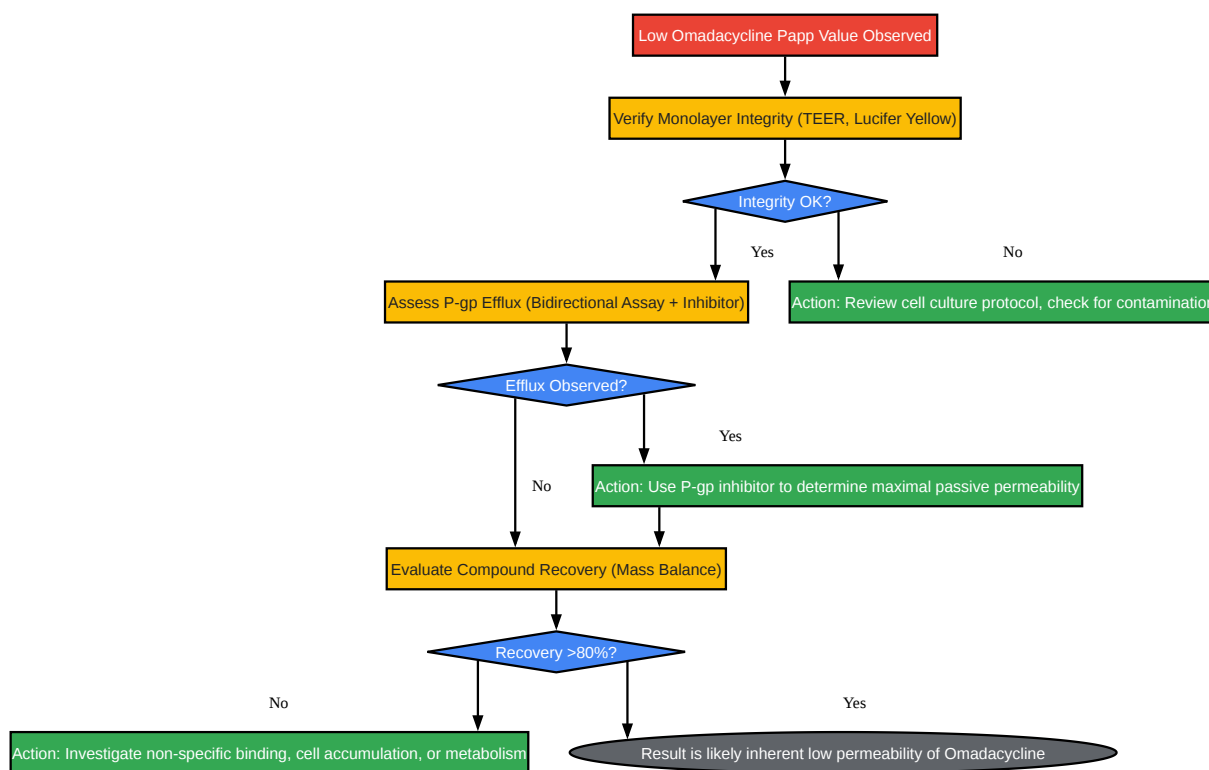 Low Omadacycline Papp Value Observed
Verify Monolayer Integrity (TEER, Lucifer Yellow)
Integrity OK?
Yes
No
Assess P-gp Efflux (Bidirectional Assay + Inhibitor)
Action: Review cell culture protocol, check for contamination
Efflux Observed?
Yes
No
Action: Use P-gp inhibitor to determine maximal passive permeability
Evaluate Compound Recovery (Mass Balance)
Recovery >80%?
No
Yes
Action: Investigate non-specific binding, cell accumulation, or metabolism
Result is likely inherent low permeability of Omadacycline